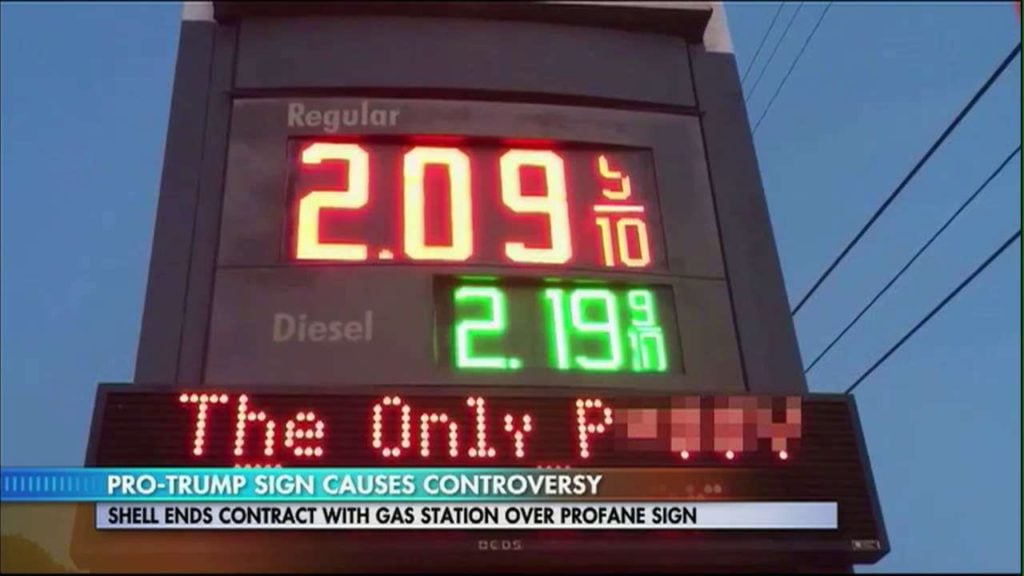 Regular
2.09 9/10
Diesel
2.19 9/10
The Only P
PRO-TRUMP SIGN CAUSES CONTROVERSY
SHELL ENDS CONTRACT WITH GAS STATION OVER PROFANE SIGN